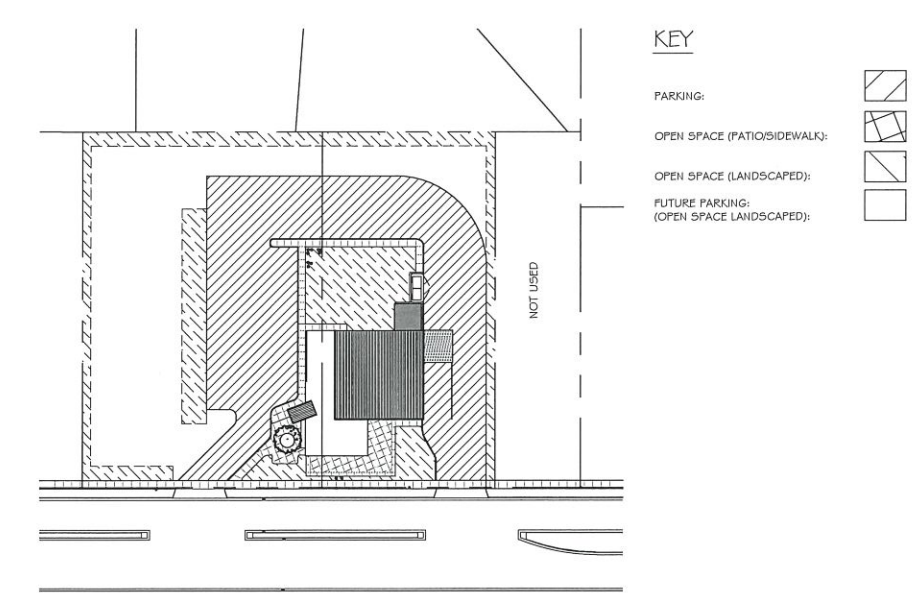 KEY
PARKING:
OPEN SPACE (PATIO/SIDEWALK):
OPEN SPACE (LANDSCAPED):
FUTURE PARKING:
(OPEN SPACE LANDSCAPED):
NOT USED